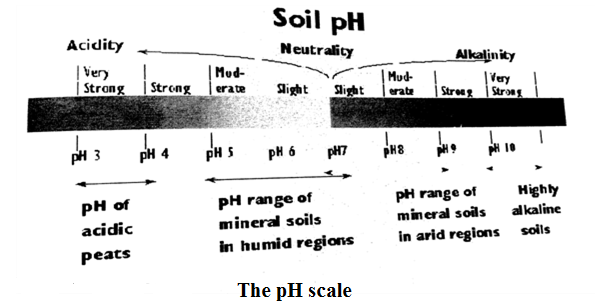 Soil pH
Acidity Neutrality Alkalinity
Very Strong
Strong
Mud-erate
Slight
Slight
Mud-erate
Strong
Very Strong
pH 3 pH 4 pH 5 pH 6 pH7 pH8 pH 9 pH 10
pH of
acidic
peats
pH range of
mineral soils
in humid regions
pH range of
mineral soils
in arid regions
Highly
alkaline
soils
The pH scale